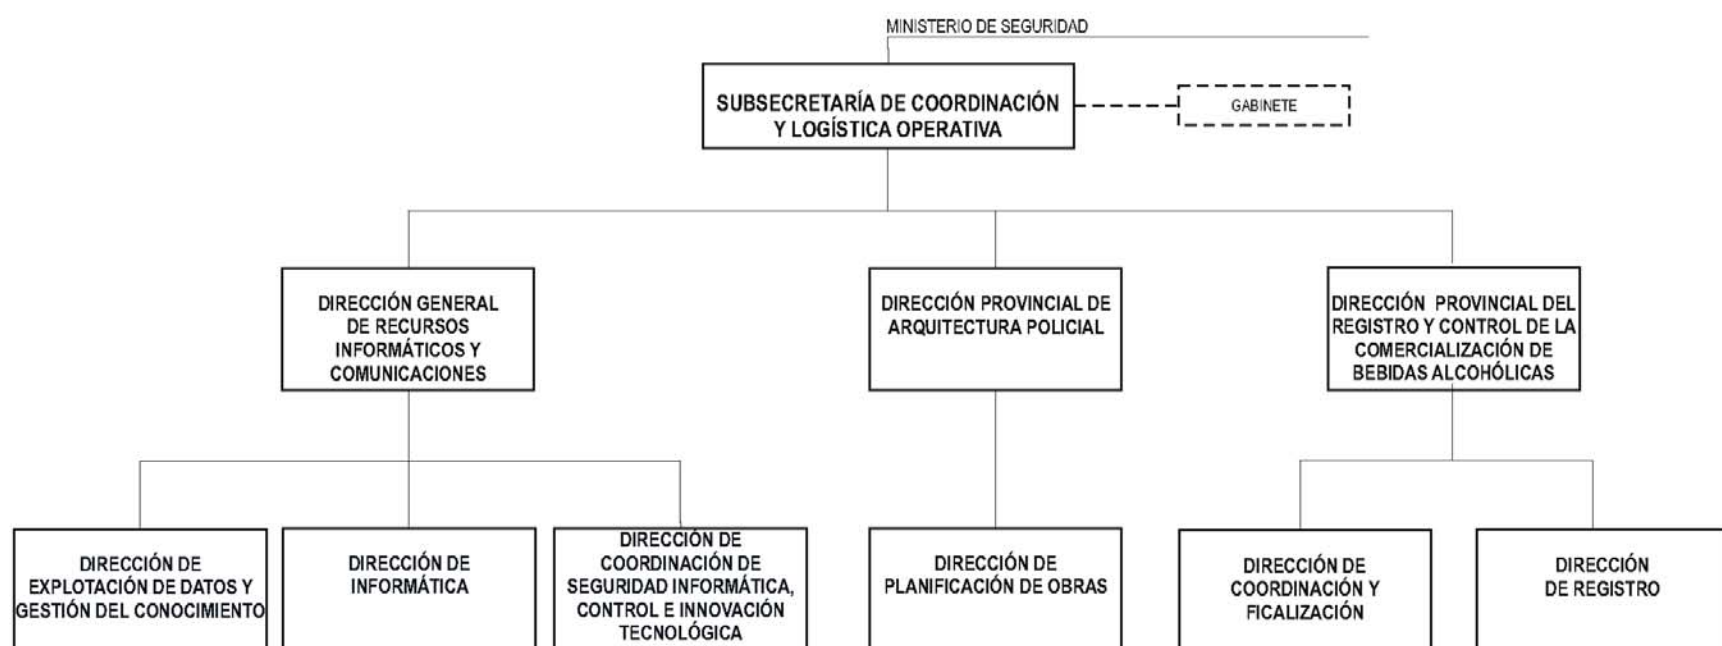 MINISTERIO DE SEGURIDAD
SUBSECRETARÍA DE COORDINACIÓN
Y LOGÍSTICA OPERATIVA
GABINETE
DIRECCIÓN GENERAL
DE RECURSOS
INFORMÁTICOS Y
COMUNICACIONES
DIRECCIÓN PROVINCIAL DE
ARQUITECTURA POLICIAL
DIRECCIÓN PROVINCIAL DEL
REGISTRO Y CONTROL DE LA
COMERCIALIZACIÓN DE
BEBIDAS ALCOHÓLICAS
DIRECCIÓN DE
EXPLOTACIÓN DE DATOS Y
GESTIÓN DEL CONOCIMIENTO
DIRECCIÓN DE
INFORMÁTICA
DIRECCIÓN DE
COORDINACIÓN DE
SEGURIDAD INFORMÁTICA,
CONTROL E INNOVACIÓN
TECNOLÓGICA
DIRECCIÓN DE
PLANIFICACIÓN DE OBRAS
DIRECCIÓN DE
COORDINACIÓN Y
FICALIZACIÓN
DIRECCIÓN
DE REGISTRO